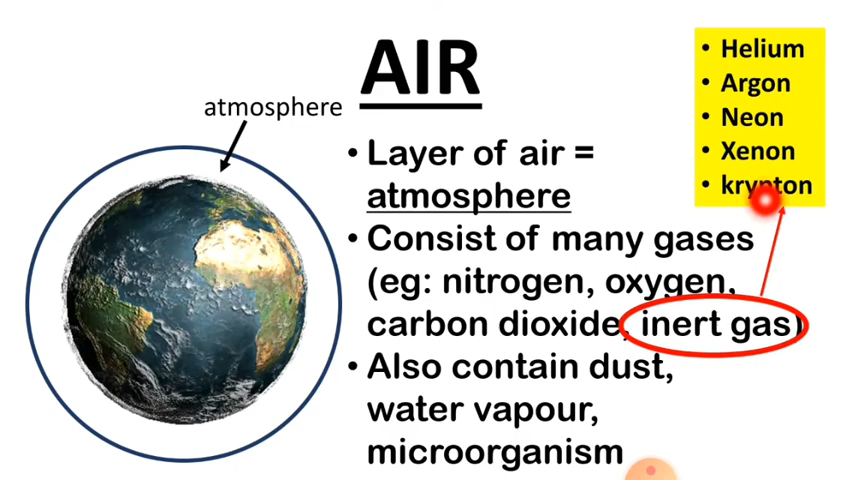 AIR
atmosphere
• Layer of air =
atmosphere
• Consist of many gases
(eg: nitrogen, oxygen,
carbon dioxide, inert gas)
• Also contain dust,
water vapour,
microorganism
• Helium
• Argon
• Neon
• Xenon
• krypton